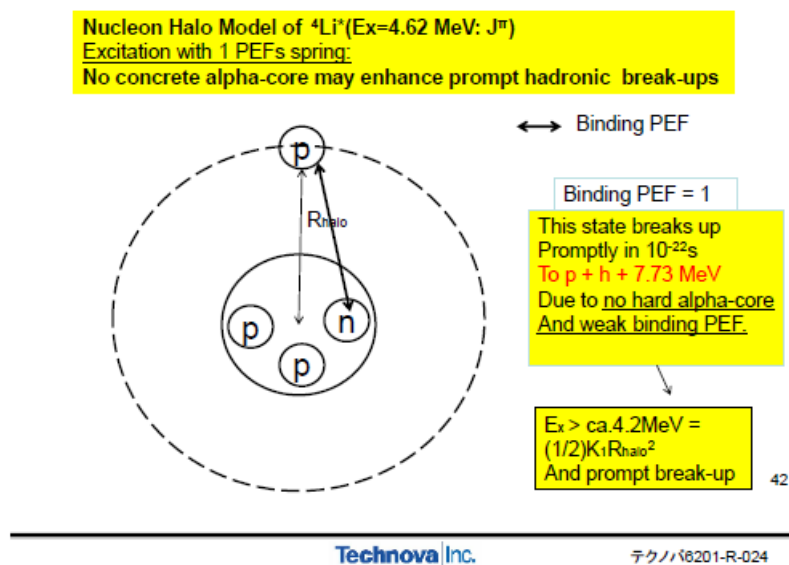 Nucleon Halo Model of ⁴Li*(Ex=4.62 MeV: Jᵖⁱ)
Excitation with 1 PEFs spring:
No concrete alpha-core may enhance prompt hadronic break-ups
Binding PEF
p
Rhalo
p
n
p
Binding PEF = 1
This state breaks up
Promptly in 10⁻²²s
To p + h + 7.73 MeV
Due to no hard alpha-core
And weak binding PEF.
Ex > ca.4.2MeV =
(1/2)K₁Rhalo²
And prompt break-up
42
Technova Inc.
テクノバ6201-R-024